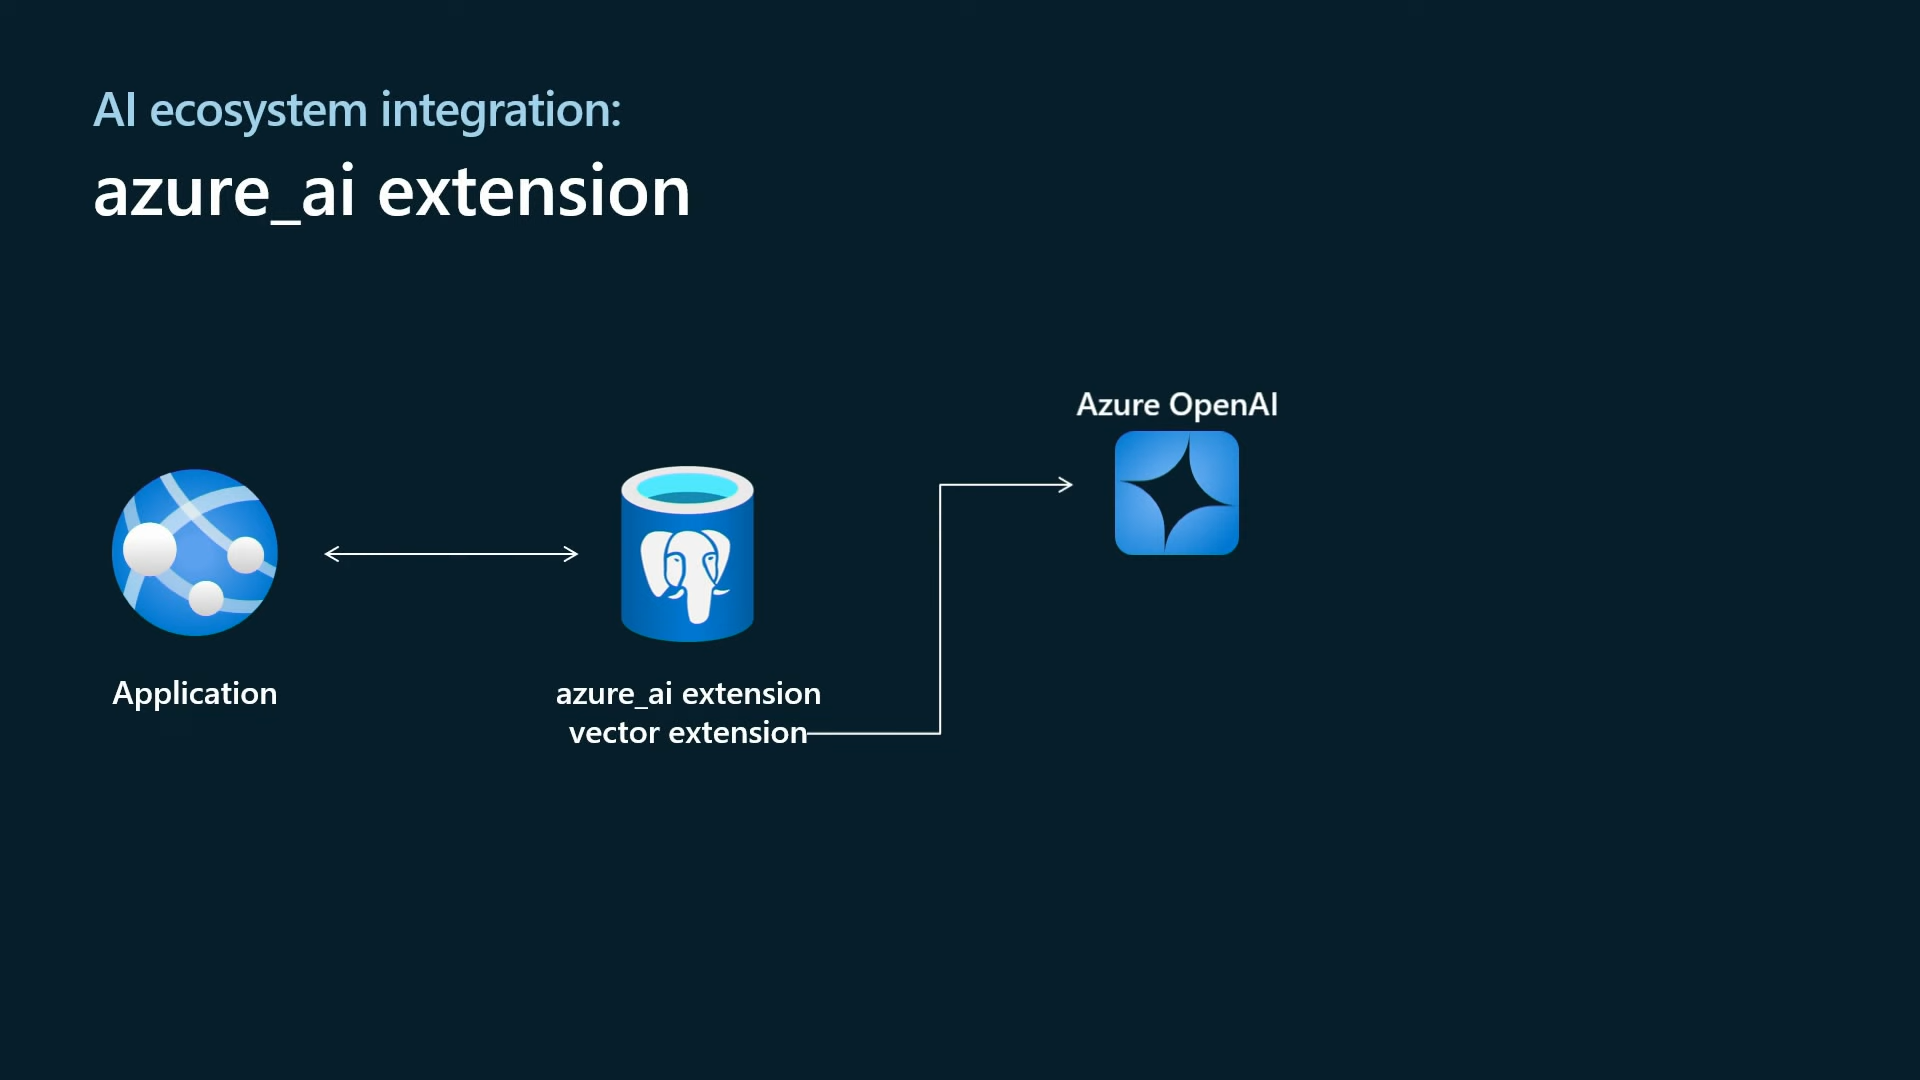 AI ecosystem integration:
azure_ai extension
Azure OpenAI
Application
azure_ai extension
vector extension